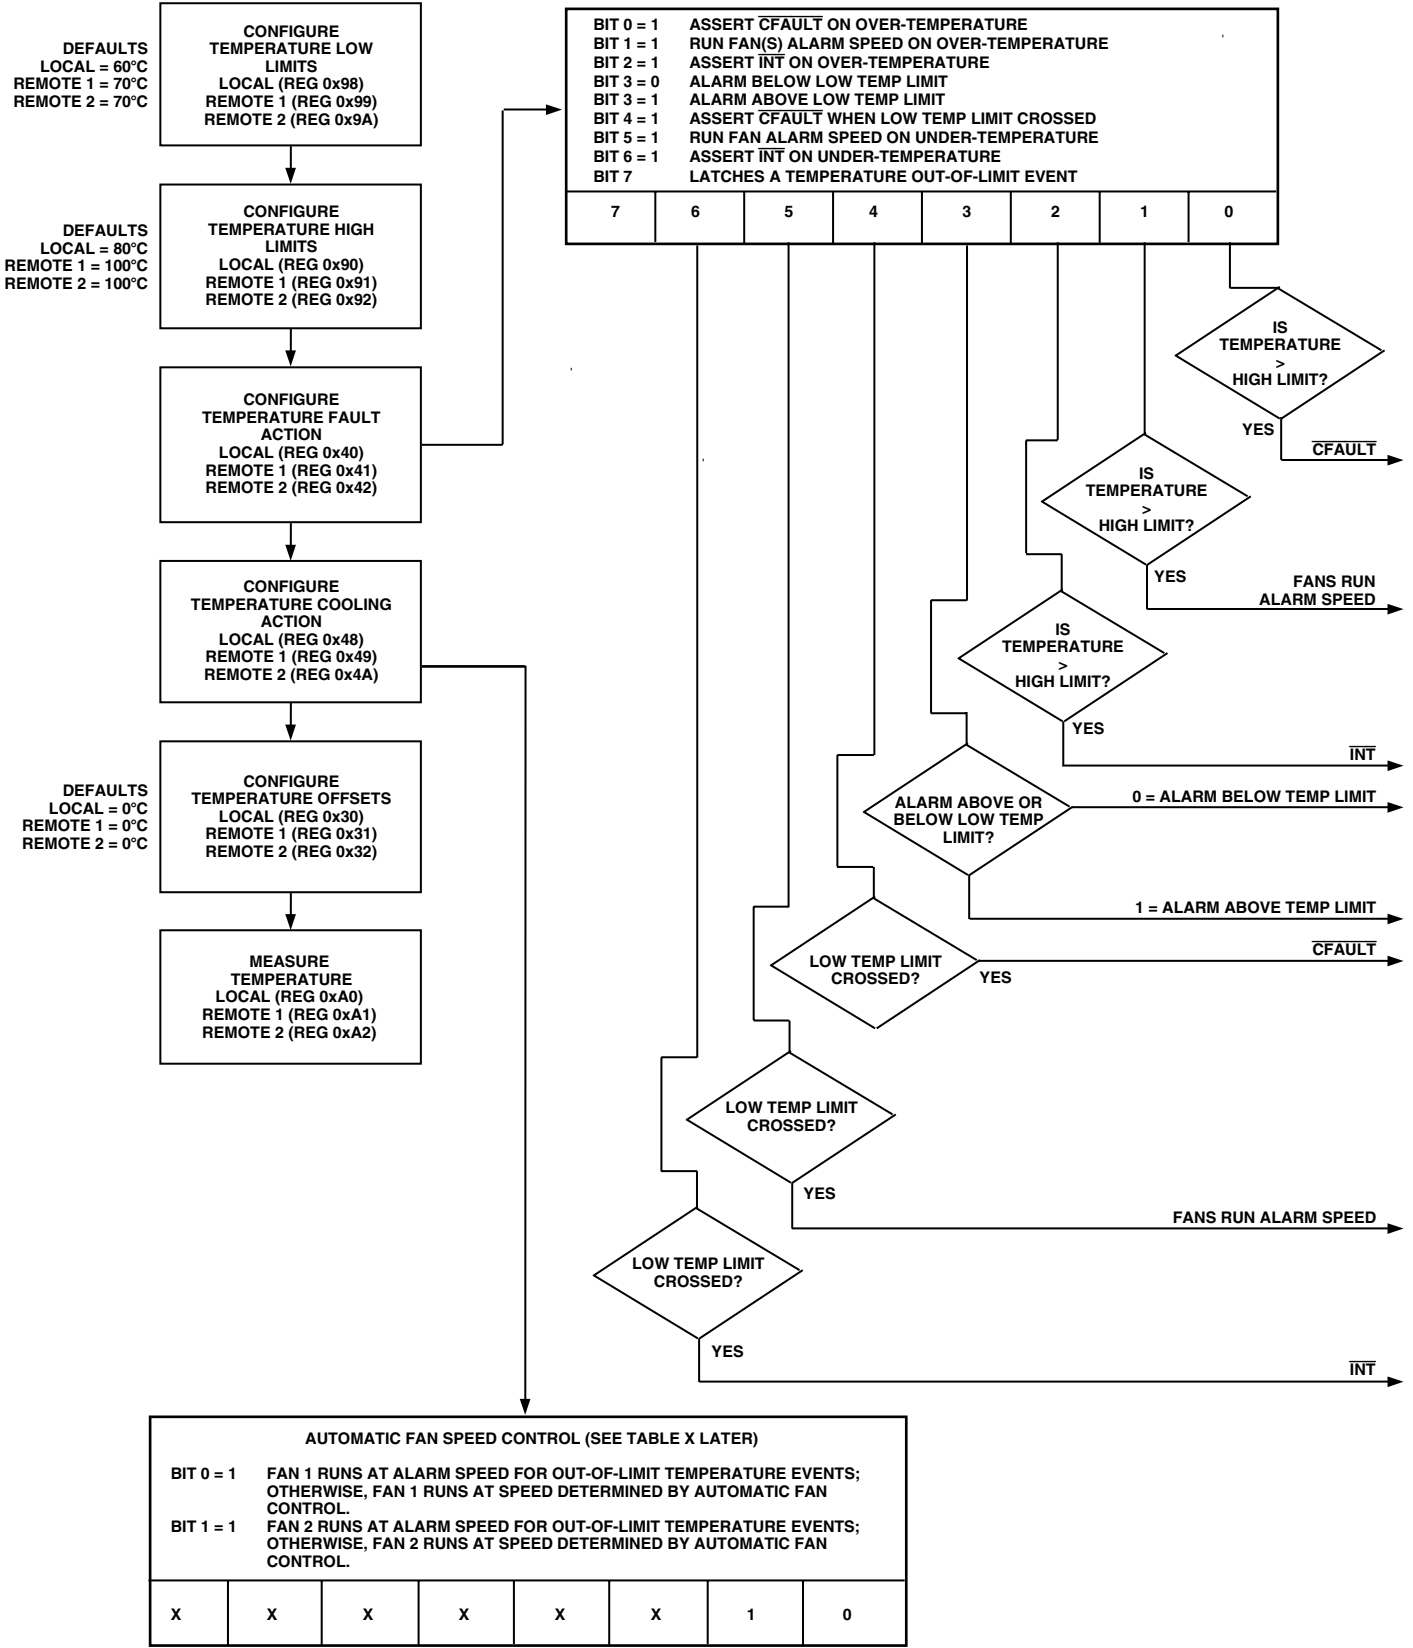 DEFAULTS
LOCAL = 60°C
REMOTE 1 = 70°C
REMOTE 2 = 70°C
CONFIGURE
TEMPERATURE LOW
LIMITS
LOCAL (REG 0x98)
REMOTE 1 (REG 0x99)
REMOTE 2 (REG 0x9A)
DEFAULTS
LOCAL = 80°C
REMOTE 1 = 100°C
REMOTE 2 = 100°C
CONFIGURE
TEMPERATURE HIGH
LIMITS
LOCAL (REG 0x90)
REMOTE 1 (REG 0x91)
REMOTE 2 (REG 0x92)
CONFIGURE
TEMPERATURE FAULT
ACTION
LOCAL (REG 0x40)
REMOTE 1 (REG 0x41)
REMOTE 2 (REG 0x42)
CONFIGURE
TEMPERATURE COOLING
ACTION
LOCAL (REG 0x48)
REMOTE 1 (REG 0x49)
REMOTE 2 (REG 0x4A)
DEFAULTS
LOCAL = 0°C
REMOTE 1 = 0°C
REMOTE 2 = 0°C
CONFIGURE
TEMPERATURE OFFSETS
LOCAL (REG 0x30)
REMOTE 1 (REG 0x31)
REMOTE 2 (REG 0x32)
MEASURE
TEMPERATURE
LOCAL (REG 0xA0)
REMOTE 1 (REG 0xA1)
REMOTE 2 (REG 0xA2)
BIT 0 = 1 ASSERT CFAULT ON OVER-TEMPERATURE
BIT 1 = 1 RUN FAN(S) ALARM SPEED ON OVER-TEMPERATURE
BIT 2 = 1 ASSERT INT ON OVER-TEMPERATURE
BIT 3 = 0 ALARM BELOW LOW TEMP LIMIT
BIT 3 = 1 ALARM ABOVE LOW TEMP LIMIT
BIT 4 = 1 ASSERT CFAULT WHEN LOW TEMP LIMIT CROSSED
BIT 5 = 1 RUN FAN ALARM SPEED ON UNDER-TEMPERATURE
BIT 6 = 1 ASSERT INT ON UNDER-TEMPERATURE
BIT 7 LATCHES A TEMPERATURE OUT-OF-LIMIT EVENT
7 6 5 4 3 2 1 0
IS
TEMPERATURE
>
HIGH LIMIT?
YES
CFAULT
IS
TEMPERATURE
>
HIGH LIMIT?
YES
FANS RUN
ALARM SPEED
IS
TEMPERATURE
>
HIGH LIMIT?
YES
INT
ALARM ABOVE OR
BELOW LOW TEMP
LIMIT?
0 = ALARM BELOW TEMP LIMIT
1 = ALARM ABOVE TEMP LIMIT
LOW TEMP LIMIT
CROSSED?
YES
CFAULT
LOW TEMP LIMIT
CROSSED?
YES
FANS RUN ALARM SPEED
LOW TEMP LIMIT
CROSSED?
YES
INT
AUTOMATIC FAN SPEED CONTROL (SEE TABLE X LATER)
BIT 0 = 1 FAN 1 RUNS AT ALARM SPEED FOR OUT-OF-LIMIT TEMPERATURE EVENTS;
OTHERWISE, FAN 1 RUNS AT SPEED DETERMINED BY AUTOMATIC FAN
CONTROL.
BIT 1 = 1 FAN 2 RUNS AT ALARM SPEED FOR OUT-OF-LIMIT TEMPERATURE EVENTS;
OTHERWISE, FAN 2 RUNS AT SPEED DETERMINED BY AUTOMATIC FAN
CONTROL.
X X X X X X 1 0